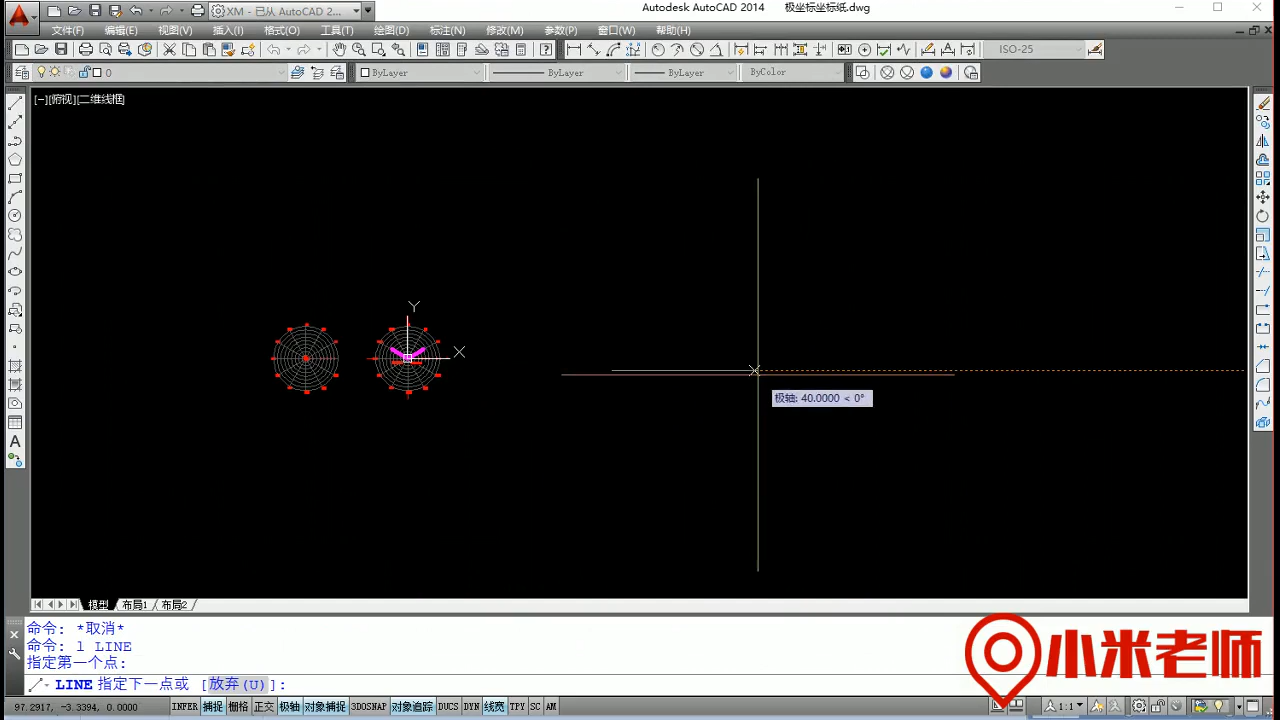 XM - 已从 AutoCAD 2...
Autodesk AutoCAD 2014 极坐标坐标纸.dwg
文件(F) 编辑(E) 视图(V) 插入(I) 格式(O) 工具(T) 绘图(D) 标注(N) 修改(M) 参数(P) 窗口(W) 帮助(H)
ISO-25
0 ByLayer ByLayer ByLayer ByColor
[−][俯视][二维线框]
Y
X
极轴: 40.0000 < 0°
A
模型 布局1 布局2
命令: *取消*
命令: l LINE
指定第一个点:
LINE 指定下一点或 [放弃(U)]:
小米老师
97.2917, -3.3394, 0.0000 INFER 捕捉 栅格 正交 极轴 对象捕捉 3DOSNAP 对象追踪 DUCS DYN 线宽 TPY SC AM 1:1